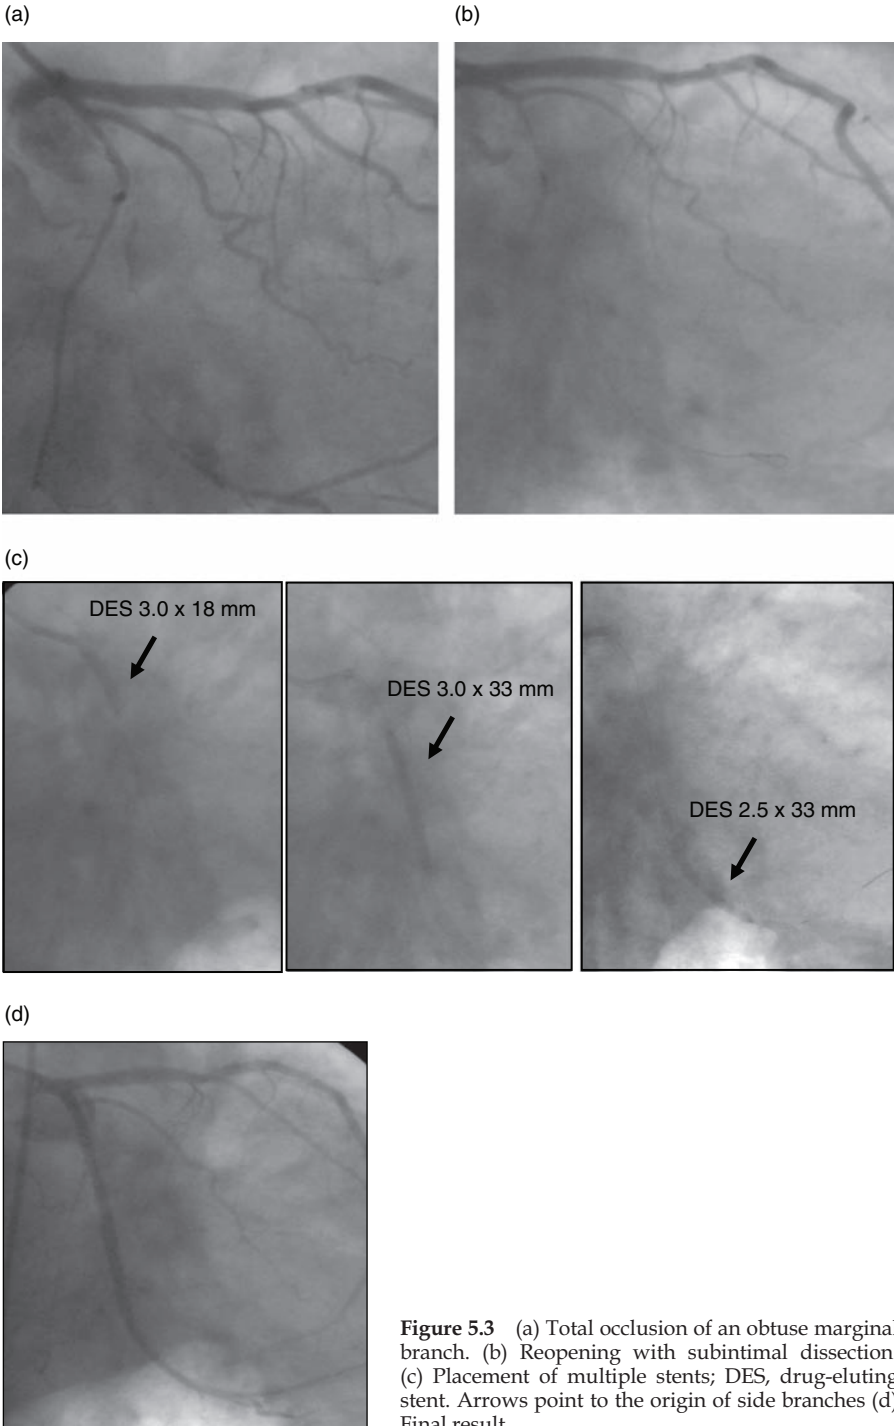 (a)
(b)
(c)
DES 3.0 x 18 mm
DES 3.0 x 33 mm
DES 2.5 x 33 mm
(d)
Figure 5.3 (a) Total occlusion of an obtuse marginal
branch. (b) Reopening with subintimal dissection
(c) Placement of multiple stents; DES, drug-eluting
stent. Arrows point to the origin of side branches (d)
Final result